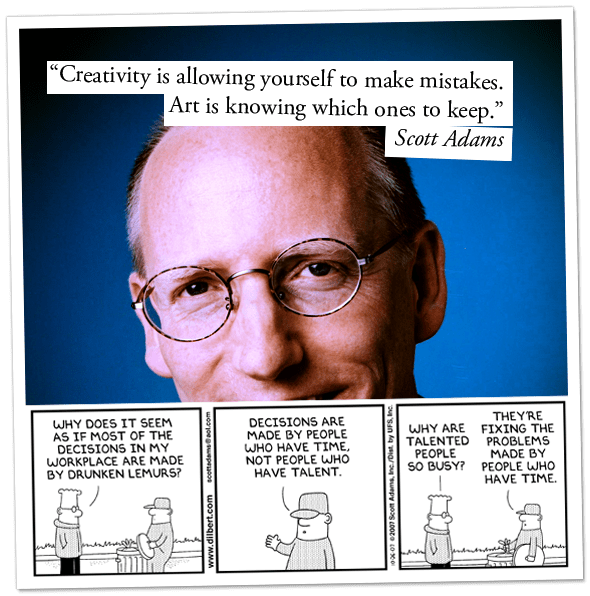 “Creativity is allowing yourself to make mistakes.
Art is knowing which ones to keep.”
Scott Adams
WHY DOES IT SEEM
AS IF MOST OF THE
DECISIONS IN MY
WORKPLACE ARE MADE
BY DRUNKEN LEMURS?
www.dilbert.com
scottadams@aol.com
DECISIONS ARE
MADE BY PEOPLE
WHO HAVE TIME,
NOT PEOPLE WHO
HAVE TALENT.
©2007 Scott Adams, Inc./Dist. by UFS, Inc.
WHY ARE
TALENTED
PEOPLE
SO BUSY?
THEY'RE
FIXING THE
PROBLEMS
MADE BY
PEOPLE WHO
HAVE TIME.